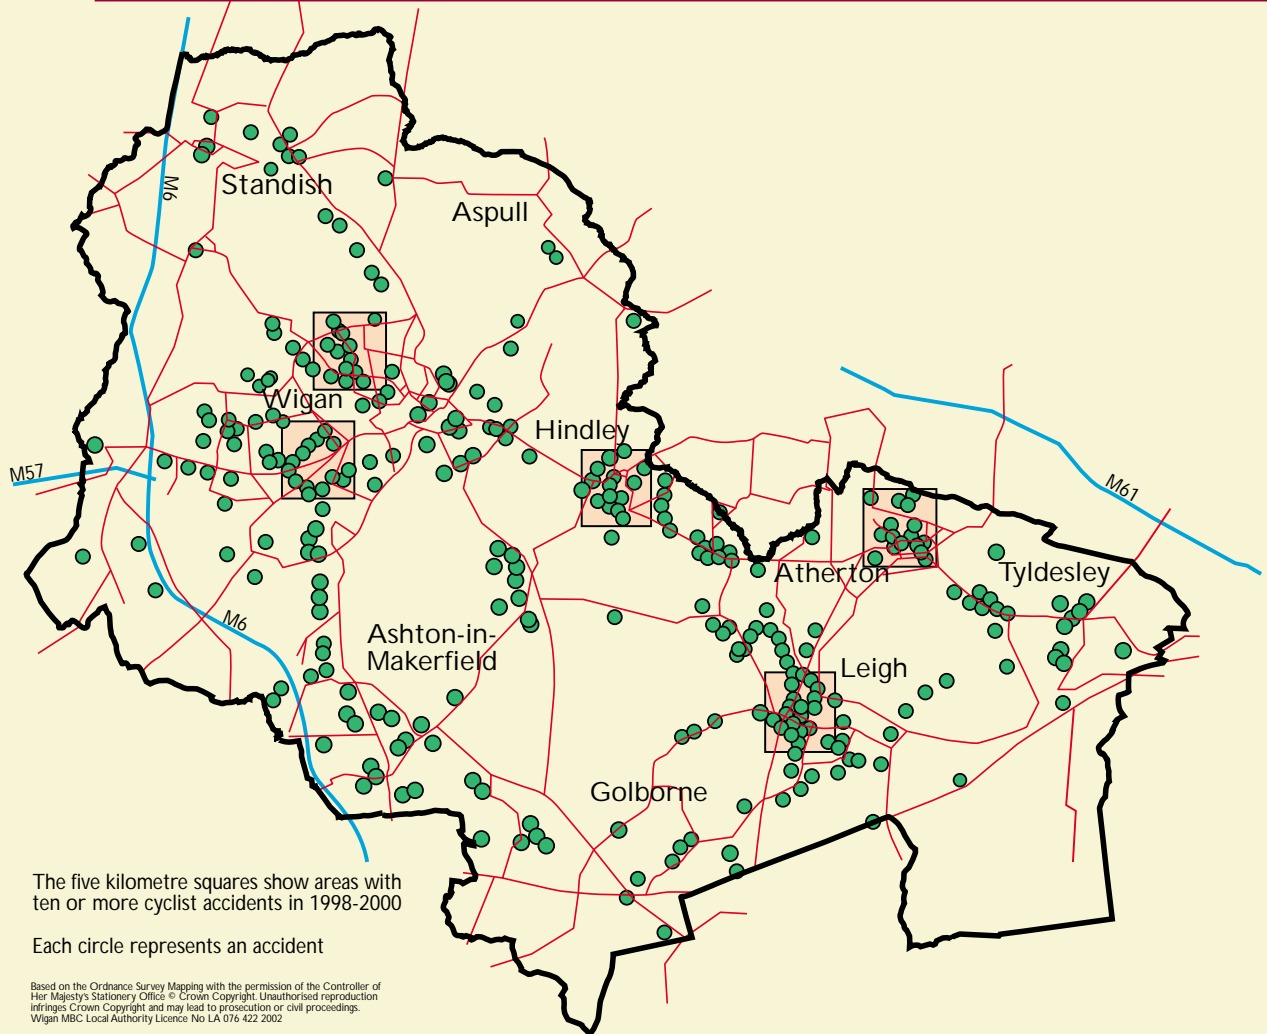 M6
Standish
Aspull
Wigan
Hindley
M57
M61
Atherton
Tyldesley
M6
Ashton-in-
Makerfield
Leigh
Golborne
The five kilometre squares show areas with
ten or more cyclist accidents in 1998-2000
Each circle represents an accident
Based on the Ordnance Survey Mapping with the permission of the Controller of
Her Majesty's Stationery Office © Crown Copyright. Unauthorised reproduction
infringes Crown Copyright and may lead to prosecution or civil proceedings.
Wigan MBC Local Authority Licence No LA 076 422 2002